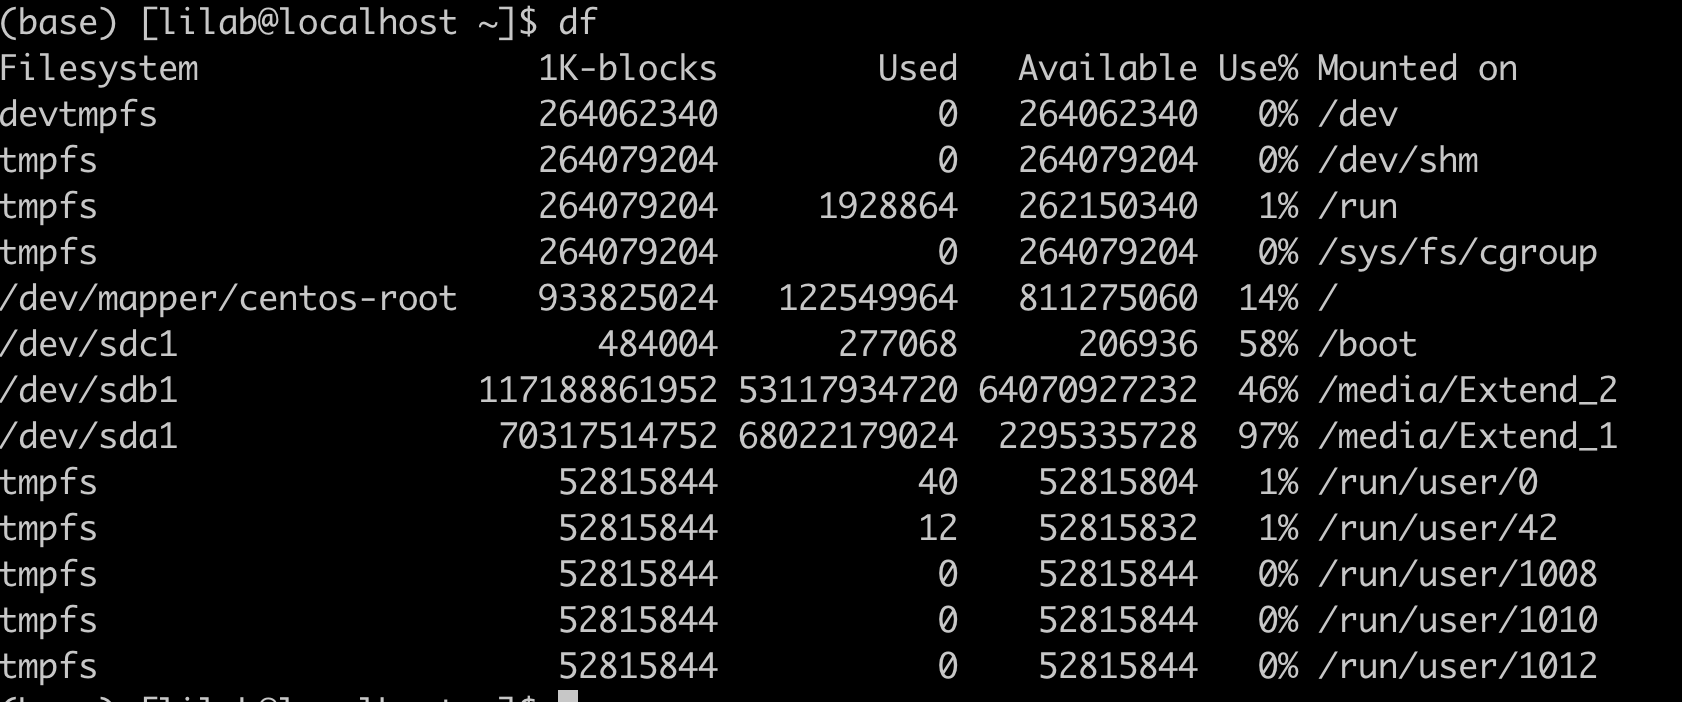 (base) [lilab@localhost ~]$ df
Filesystem 1K-blocks Used Available Use% Mounted on
devtmpfs 264062340 0 264062340 0% /dev
tmpfs 264079204 0 264079204 0% /dev/shm
tmpfs 264079204 1928864 262150340 1% /run
tmpfs 264079204 0 264079204 0% /sys/fs/cgroup
/dev/mapper/centos-root 933825024 122549964 811275060 14% /
/dev/sdc1 484004 277068 206936 58% /boot
/dev/sdb1 117188861952 53117934720 64070927232 46% /media/Extend_2
/dev/sda1 70317514752 68022179024 2295335728 97% /media/Extend_1
tmpfs 52815844 40 52815804 1% /run/user/0
tmpfs 52815844 12 52815832 1% /run/user/42
tmpfs 52815844 0 52815844 0% /run/user/1008
tmpfs 52815844 0 52815844 0% /run/user/1010
tmpfs 52815844 0 52815844 0% /run/user/1012
(base) [lilab@localhost ~]$